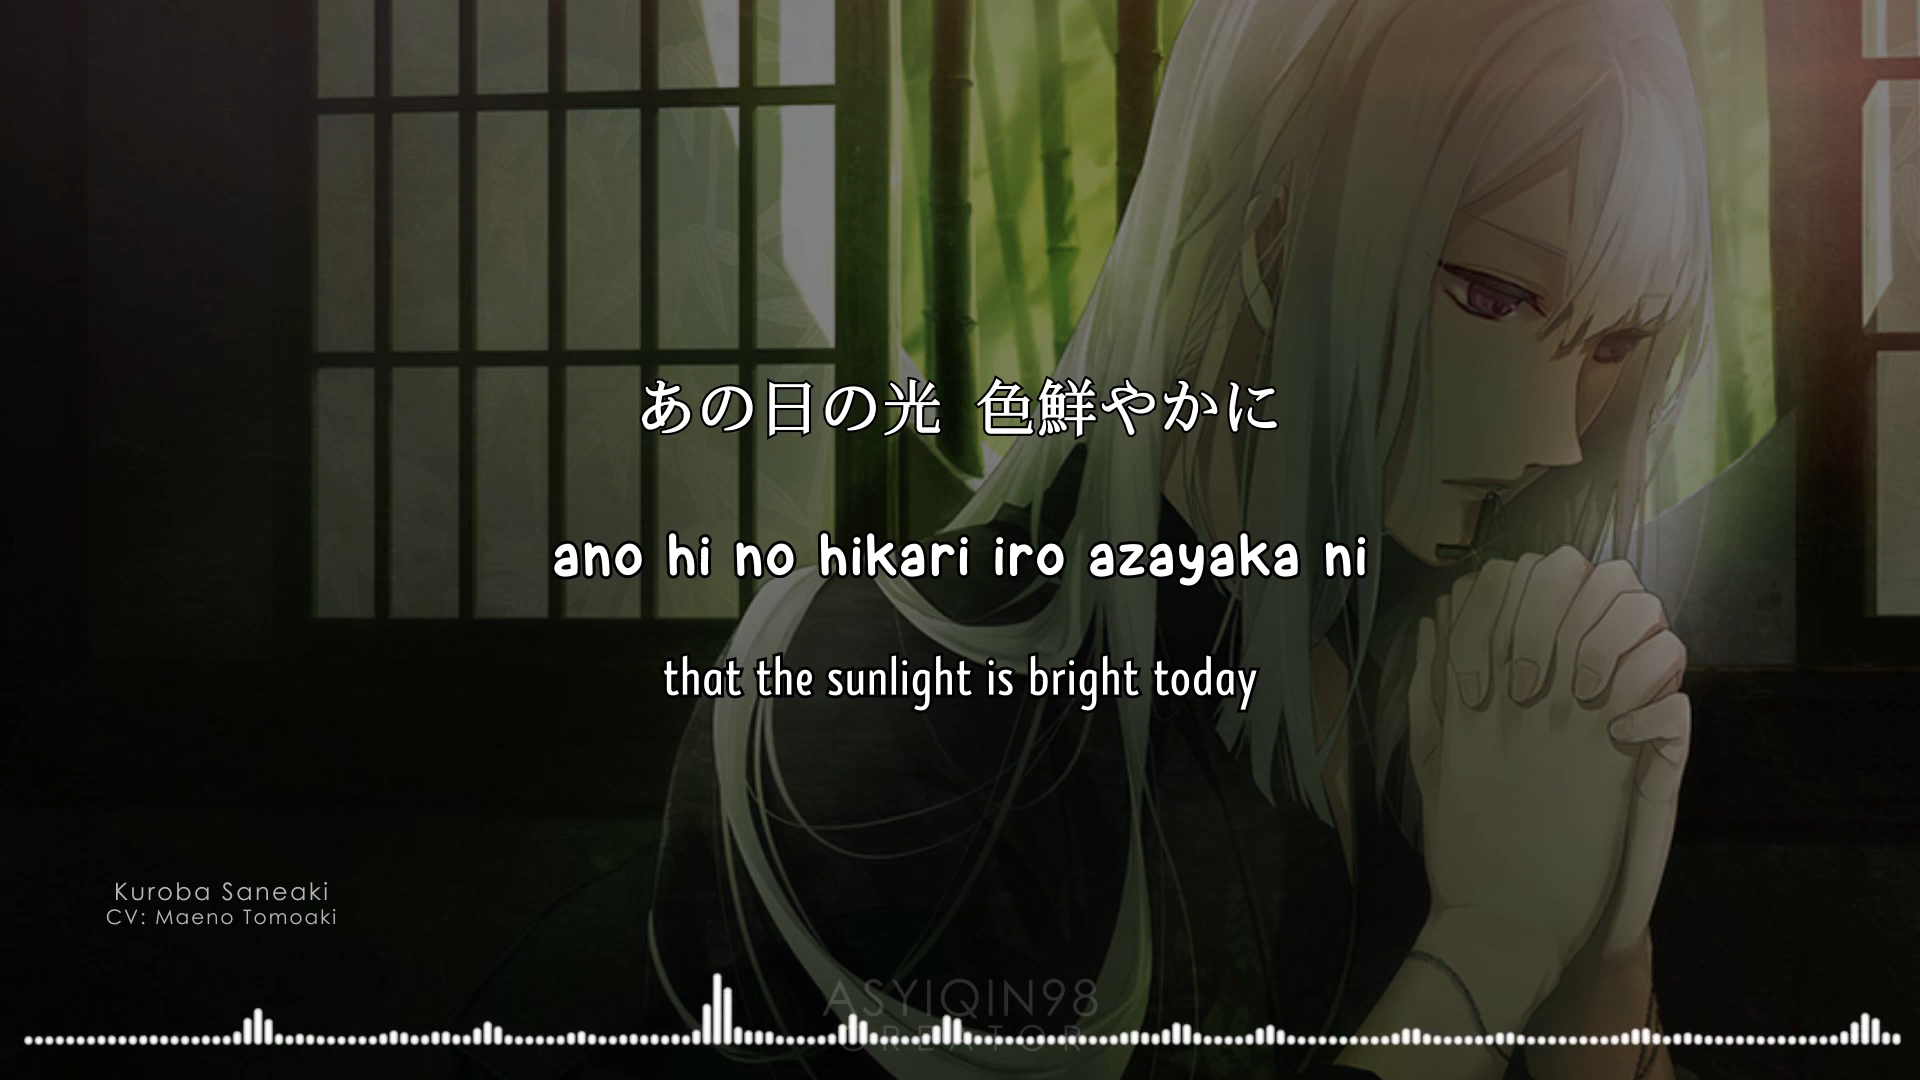 あの日の光 色鮮やかに
ano hi no hikari iro azayaka ni
that the sunlight is bright today
Kuroba Saneaki
CV: Maeno Tomoaki
ASYIQIN98
CREATOR